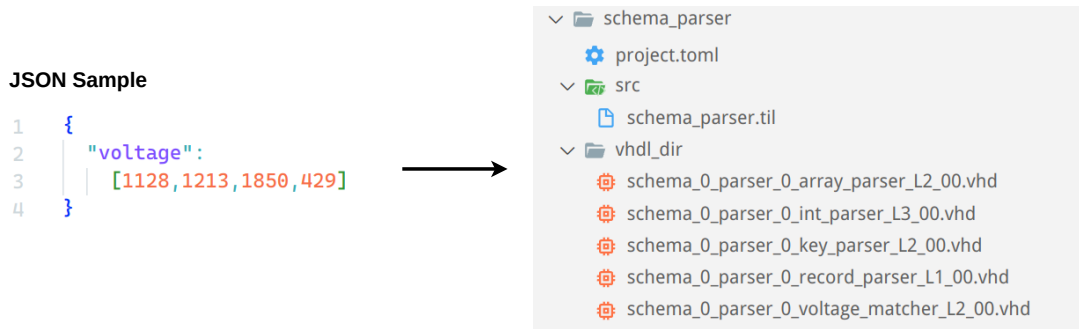 JSON Sample
1 {
2 "voltage":
3 [1128,1213,1850,429]
4 }
schema_parser
project.toml
src
schema_parser.til
vhdl_dir
schema_0_parser_0_array_parser_L2_00.vhd
schema_0_parser_0_int_parser_L3_00.vhd
schema_0_parser_0_key_parser_L2_00.vhd
schema_0_parser_0_record_parser_L1_00.vhd
schema_0_parser_0_voltage_matcher_L2_00.vhd